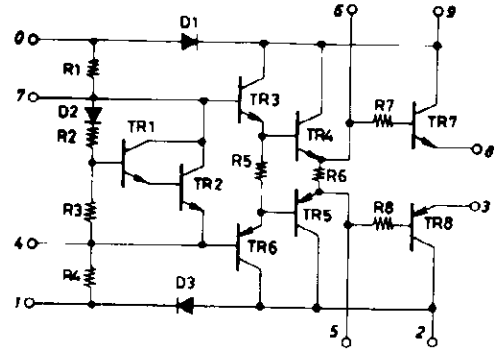 D1 6 9
0
R1
7 TR3 R7
D2
R2 TR1 TR4 TR7
8
TR2 R5 R6
R3 TR5 R8 3
4 TR6 TR8
R4 D3
1
5 2